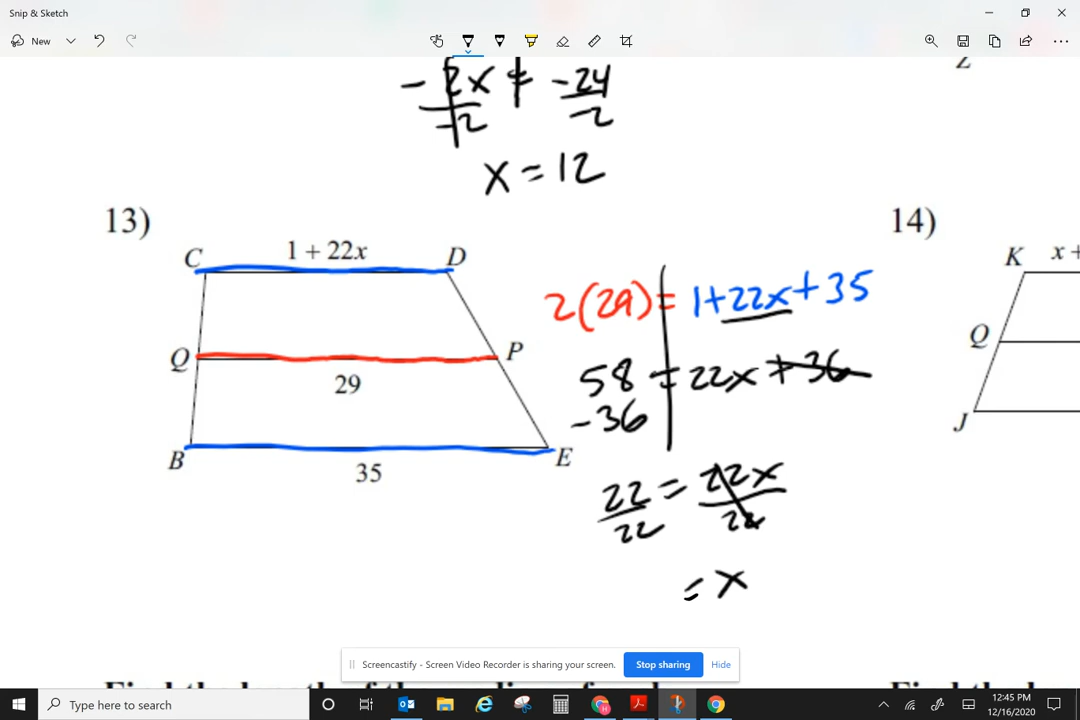 Snip & Sketch
New
- 2x = -24
-2 -2
x = 12
Z
13)
C 1 + 22x D
Q P
29
B E
35
2(29) = 1+22x+35
58 = 22x +36
-36
22 = 22x
22 22
= x
14)
K x +
Q
J
Screencastify - Screen Video Recorder is sharing your screen. Stop sharing Hide
Type here to search
12:45 PM
12/16/2020